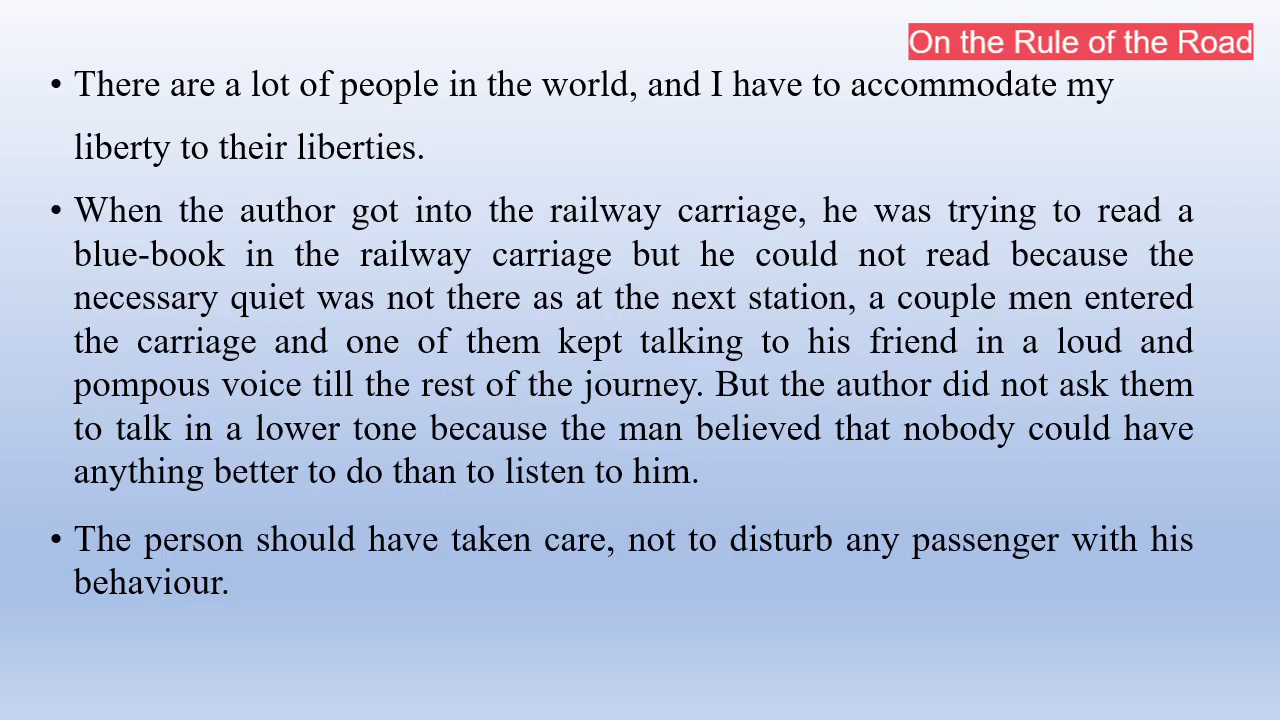 On the Rule of the Road
• There are a lot of people in the world, and I have to accommodate my
liberty to their liberties.
• When the author got into the railway carriage, he was trying to read a
blue-book in the railway carriage but he could not read because the
necessary quiet was not there as at the next station, a couple men entered
the carriage and one of them kept talking to his friend in a loud and
pompous voice till the rest of the journey. But the author did not ask them
to talk in a lower tone because the man believed that nobody could have
anything better to do than to listen to him.
• The person should have taken care, not to disturb any passenger with his
behaviour.